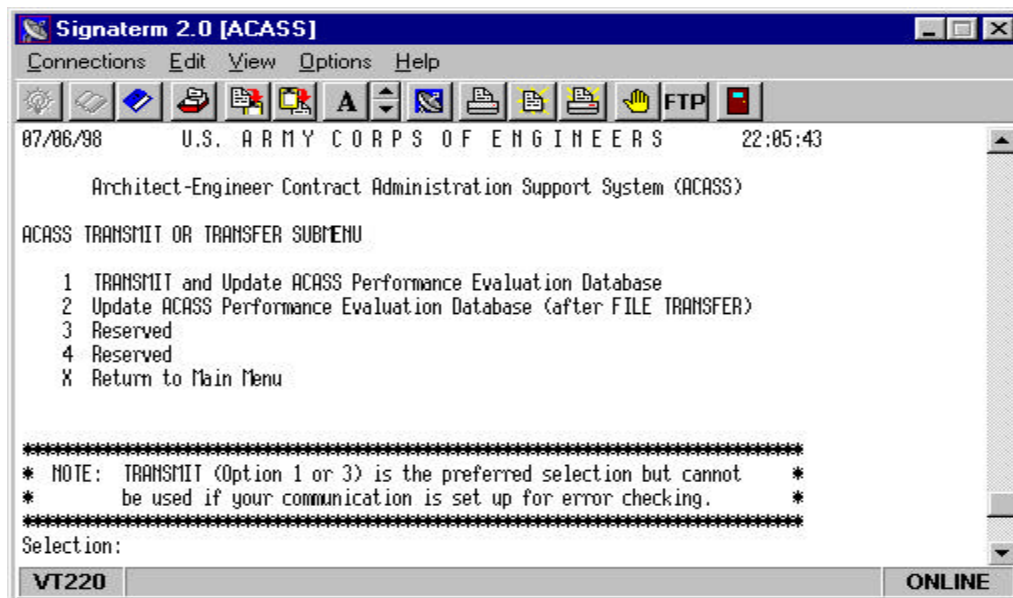 Signaterm 2.0 [ACASS]
Connections Edit View Options Help
A FTP
07/06/98 U.S. A R M Y C O R P S O F E N G I N E E R S 22:05:43
Architect-Engineer Contract Administration Support System (ACASS)
ACASS TRANSMIT OR TRANSFER SUBMENU
1 TRANSMIT and Update ACASS Performance Evaluation Database
2 Update ACASS Performance Evaluation Database (after FILE TRANSFER)
3 Reserved
4 Reserved
X Return to Main Menu
******************************************************************************
* NOTE: TRANSMIT (Option 1 or 3) is the preferred selection but cannot *
* be used if your communication is set up for error checking. *
******************************************************************************
Selection:
VT220 ONLINE